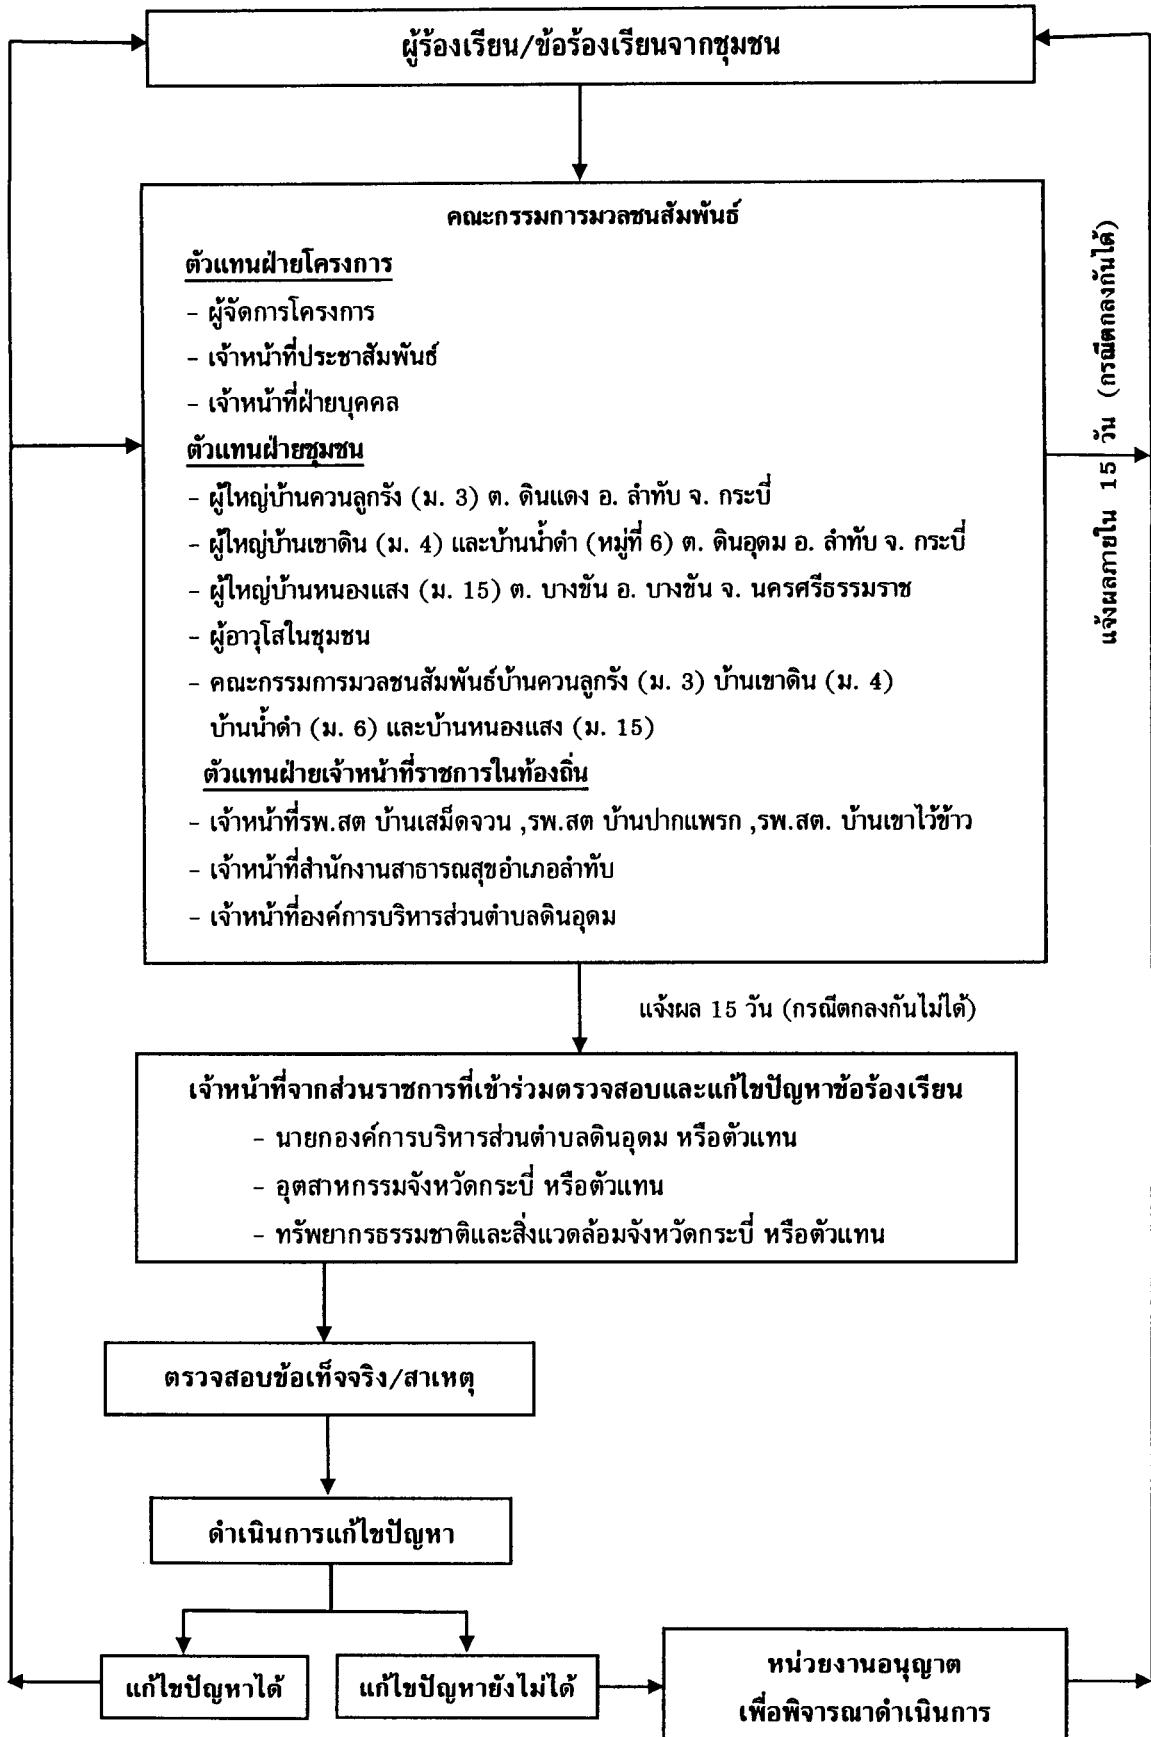 ผู้ร้องเรียน/ข้อร้องเรียนจากชุมชน
คณะกรรมการมวลชนสัมพันธ์
ตัวแทนฝ่ายโครงการ
- ผู้จัดการโครงการ
- เจ้าหน้าที่ประชาสัมพันธ์
- เจ้าหน้าที่ฝ่ายบุคคล
ตัวแทนฝ่ายชุมชน
- ผู้ใหญ่บ้านควนลูกรัง (ม. 3) ต. ดินแดง อ. ลำทับ จ. กระบี่
- ผู้ใหญ่บ้านเขาดิน (ม. 4) และบ้านน้ำดำ (หมู่ที่ 6) ต. ดินอุดม อ. ลำทับ จ. กระบี่
- ผู้ใหญ่บ้านหนองแสง (ม. 15) ต. บางขัน อ. บางขัน จ. นครศรีธรรมราช
- ผู้อาวุโสในชุมชน
- คณะกรรมการมวลชนสัมพันธ์บ้านควนลูกรัง (ม. 3) บ้านเขาดิน (ม. 4)
บ้านน้ำดำ (ม. 6) และบ้านหนองแสง (ม. 15)
ตัวแทนฝ่ายเจ้าหน้าที่ราชการในท้องถิ่น
- เจ้าหน้าที่รพ.สต บ้านเสม็ดจวน ,รพ.สต บ้านปากแพรก ,รพ.สต. บ้านเขาไว้ข้าว
- เจ้าหน้าที่สำนักงานสาธารณสุขอำเภอลำทับ
- เจ้าหน้าที่องค์การบริหารส่วนตำบลดินอุดม
แจ้งผลภายใน 15 วัน (กรณีตกลงกันได้)
แจ้งผล 15 วัน (กรณีตกลงกันไม่ได้)
เจ้าหน้าที่จากส่วนราชการที่เข้าร่วมตรวจสอบและแก้ไขปัญหาข้อร้องเรียน
- นายกองค์การบริหารส่วนตำบลดินอุดม หรือตัวแทน
- อุตสาหกรรมจังหวัดกระบี่ หรือตัวแทน
- ทรัพยากรธรรมชาติและสิ่งแวดล้อมจังหวัดกระบี่ หรือตัวแทน
ตรวจสอบข้อเท็จจริง/สาเหตุ
ดำเนินการแก้ไขปัญหา
แก้ไขปัญหาได้
แก้ไขปัญหายังไม่ได้
หน่วยงานอนุญาต
เพื่อพิจารณาดำเนินการ